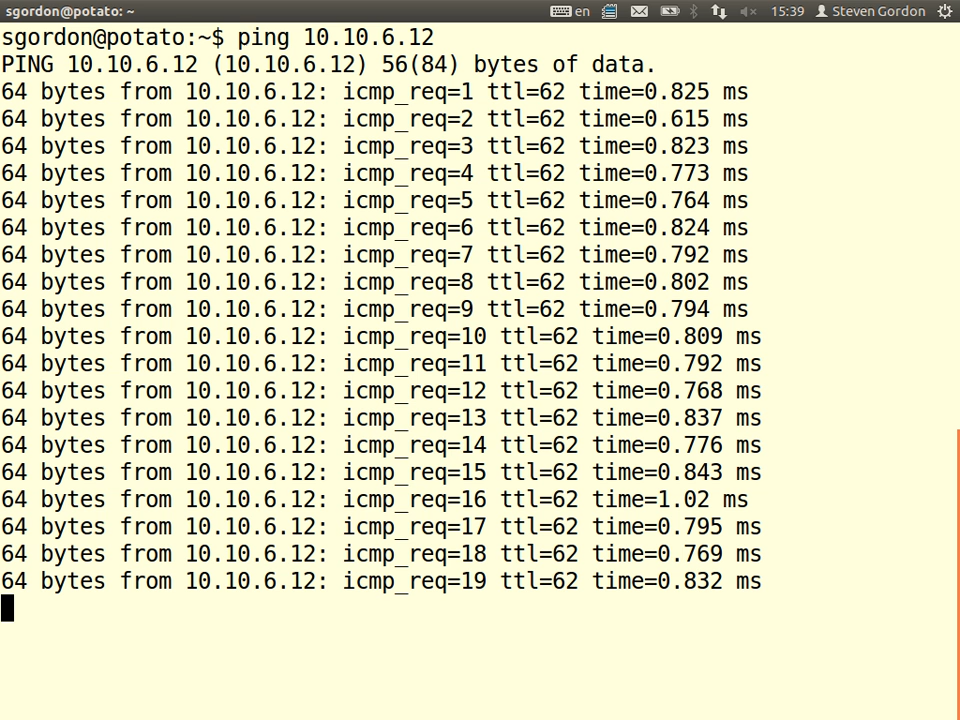 sgordon@potato: ~ en 15:39 Steven Gordon
sgordon@potato:~$ ping 10.10.6.12
PING 10.10.6.12 (10.10.6.12) 56(84) bytes of data.
64 bytes from 10.10.6.12: icmp_req=1 ttl=62 time=0.825 ms
64 bytes from 10.10.6.12: icmp_req=2 ttl=62 time=0.615 ms
64 bytes from 10.10.6.12: icmp_req=3 ttl=62 time=0.823 ms
64 bytes from 10.10.6.12: icmp_req=4 ttl=62 time=0.773 ms
64 bytes from 10.10.6.12: icmp_req=5 ttl=62 time=0.764 ms
64 bytes from 10.10.6.12: icmp_req=6 ttl=62 time=0.824 ms
64 bytes from 10.10.6.12: icmp_req=7 ttl=62 time=0.792 ms
64 bytes from 10.10.6.12: icmp_req=8 ttl=62 time=0.802 ms
64 bytes from 10.10.6.12: icmp_req=9 ttl=62 time=0.794 ms
64 bytes from 10.10.6.12: icmp_req=10 ttl=62 time=0.809 ms
64 bytes from 10.10.6.12: icmp_req=11 ttl=62 time=0.792 ms
64 bytes from 10.10.6.12: icmp_req=12 ttl=62 time=0.768 ms
64 bytes from 10.10.6.12: icmp_req=13 ttl=62 time=0.837 ms
64 bytes from 10.10.6.12: icmp_req=14 ttl=62 time=0.776 ms
64 bytes from 10.10.6.12: icmp_req=15 ttl=62 time=0.843 ms
64 bytes from 10.10.6.12: icmp_req=16 ttl=62 time=1.02 ms
64 bytes from 10.10.6.12: icmp_req=17 ttl=62 time=0.795 ms
64 bytes from 10.10.6.12: icmp_req=18 ttl=62 time=0.769 ms
64 bytes from 10.10.6.12: icmp_req=19 ttl=62 time=0.832 ms